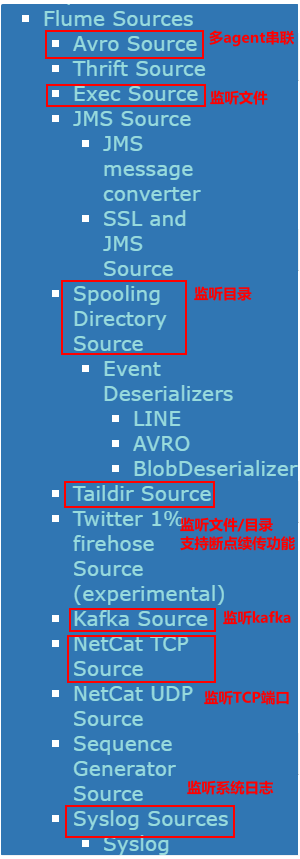 Flume Sources
Avro Source
多agent串联
Thrift Source
Exec Source
监听文件
JMS Source
JMS
message
converter
SSL and
JMS
Source
Spooling
监听目录
Directory
Source
Event
Deserializers
LINE
AVRO
BlobDeserializer
Taildir Source
Twitter 1%
监听文件/目录
firehose
支持断点续传功能
Source
(experimental)
Kafka Source
监听kafka
NetCat TCP
Source
NetCat UDP
监听TCP端口
Source
Sequence
Generator
Source
监听系统日志
Syslog Sources
Syslog